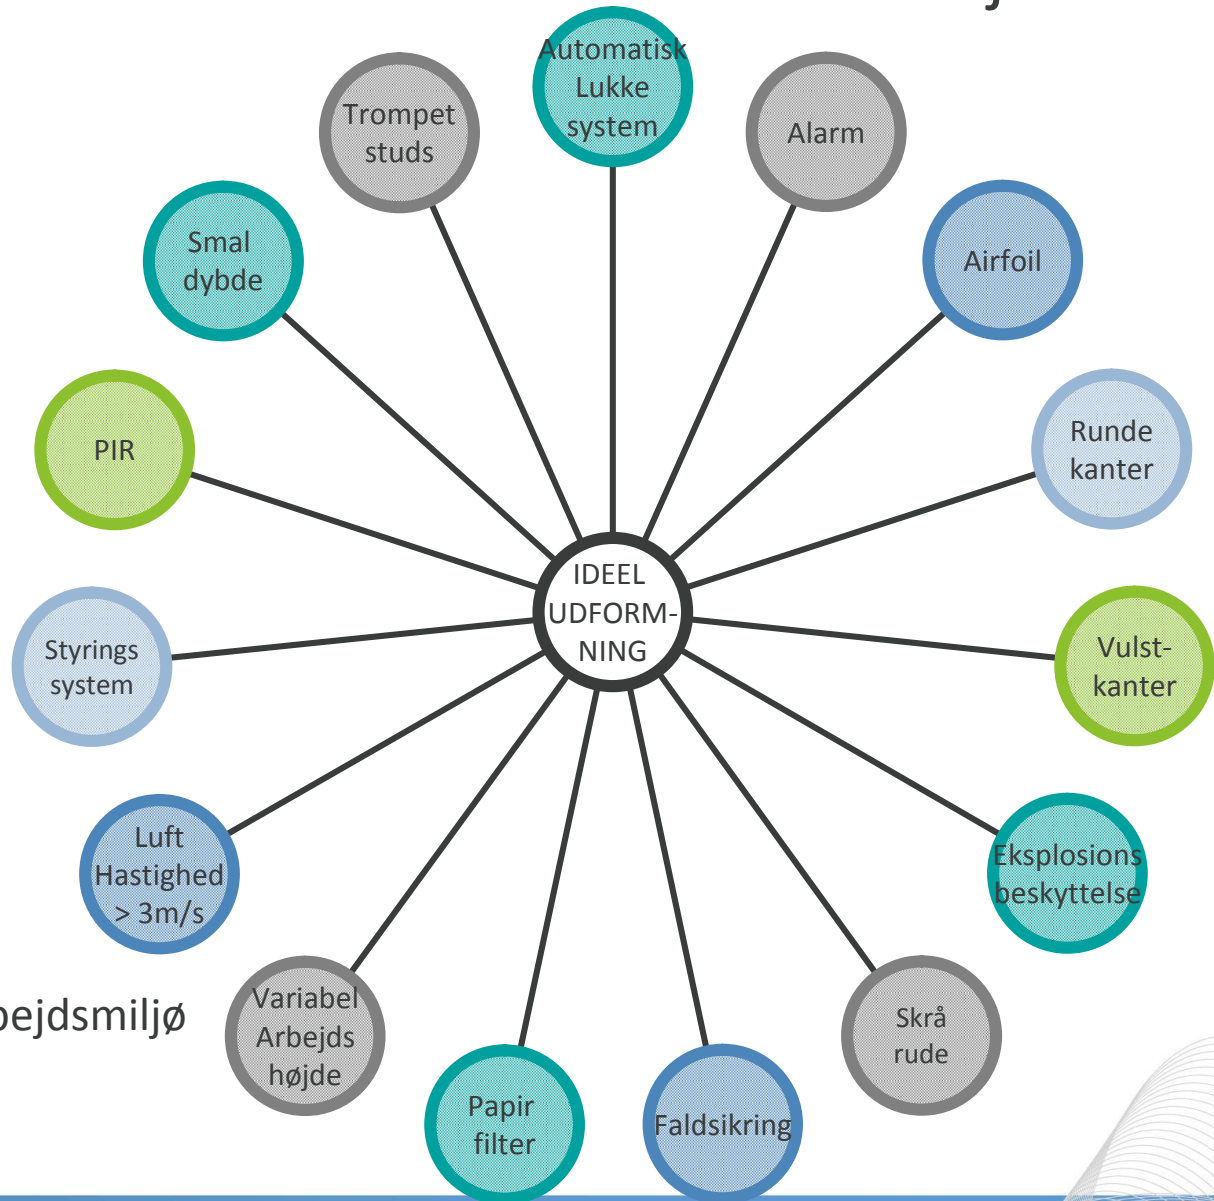 Automatisk
Lukke
system
Alarm
Airfoil
Runde
kanter
Vulst-
kanter
Eksplosions
beskyttelse
Skrå
rude
Faldsikring
Papir
filter
Variabel
Arbejds
højde
Luft
Hastighed
> 3m/s
Styrings
system
PIR
Smal
dybde
Trompet
studs
IDEEL
UDFORM-
NING